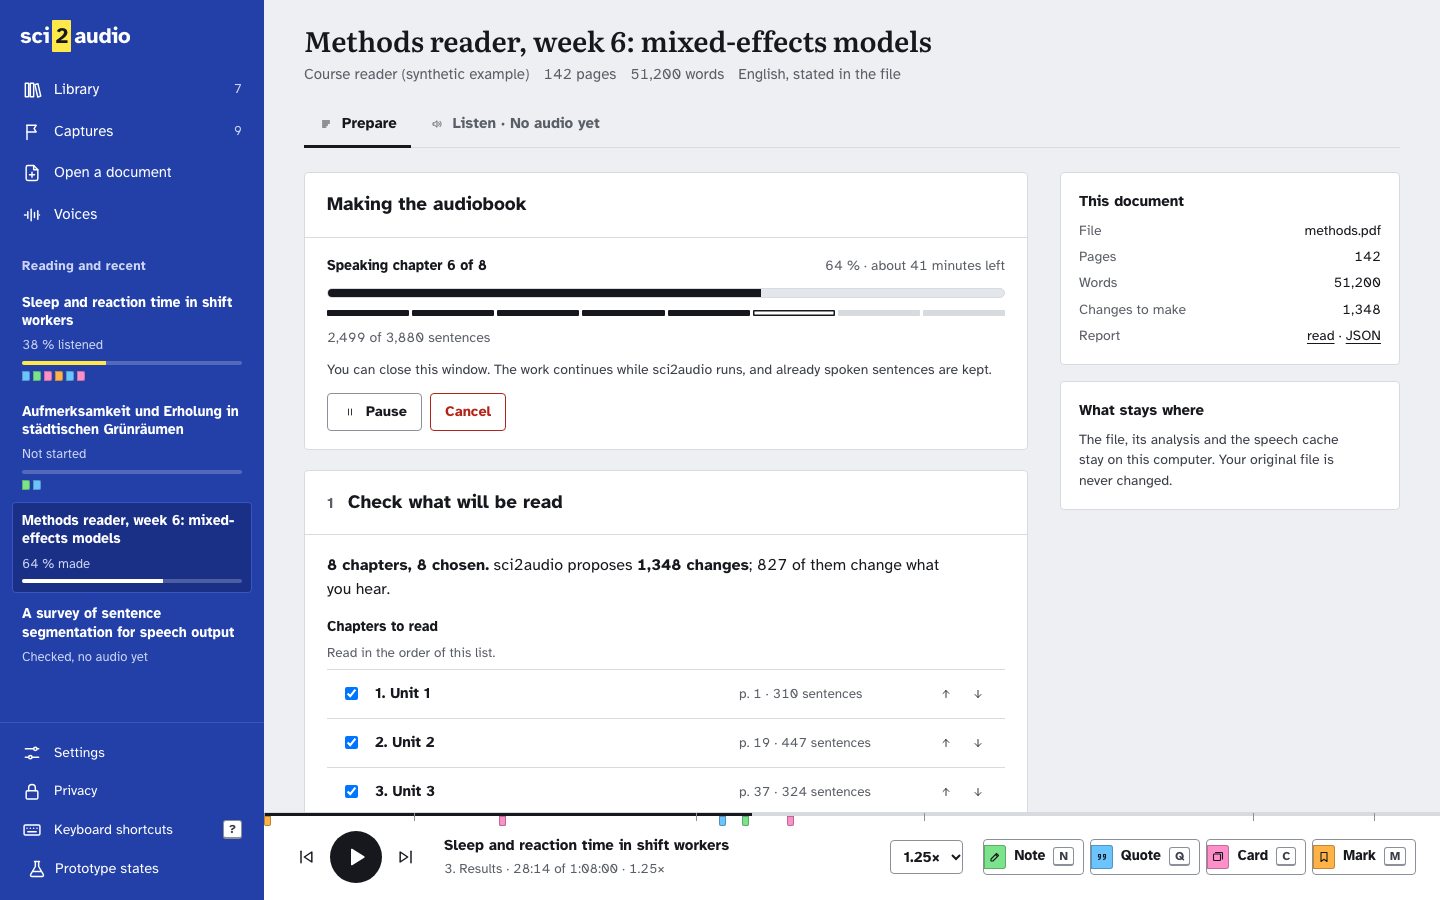 sci2audio
Library 7
Captures 9
Open a document
Voices
Reading and recent
Sleep and reaction time in shift
workers
38 % listened
Aufmerksamkeit und Erholung in
städtischen Grünräumen
Not started
Methods reader, week 6: mixed-
effects models
64 % made
A survey of sentence
segmentation for speech output
Checked, no audio yet
Settings
Privacy
Keyboard shortcuts ?
Prototype states
Methods reader, week 6: mixed-effects models
Course reader (synthetic example) 142 pages 51,200 words English, stated in the file
Prepare
Listen · No audio yet
Making the audiobook
Speaking chapter 6 of 8
64 % · about 41 minutes left
2,499 of 3,880 sentences
You can close this window. The work continues while sci2audio runs, and already spoken sentences are kept.
Pause
Cancel
1 Check what will be read
8 chapters, 8 chosen. sci2audio proposes 1,348 changes; 827 of them change what
you hear.
Chapters to read
Read in the order of this list.
1. Unit 1 p. 1 · 310 sentences ↑ ↓
2. Unit 2 p. 19 · 447 sentences ↑ ↓
3. Unit 3 p. 37 · 324 sentences ↑ ↓
This document
File methods.pdf
Pages 142
Words 51,200
Changes to make 1,348
Report read · JSON
What stays where
The file, its analysis and the speech cache
stay on this computer. Your original file is
never changed.
Sleep and reaction time in shift workers
3. Results · 28:14 of 1:08:00 · 1.25×
1.25×
Note N
Quote Q
Card C
Mark M